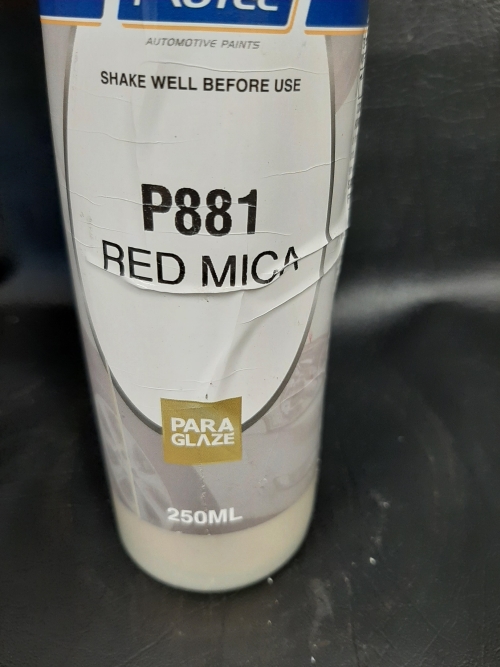 AUTOMOTIVE PAINTS
SHAKE WELL BEFORE USE
P881
RED MICA
PARA
GLAZE
250ML